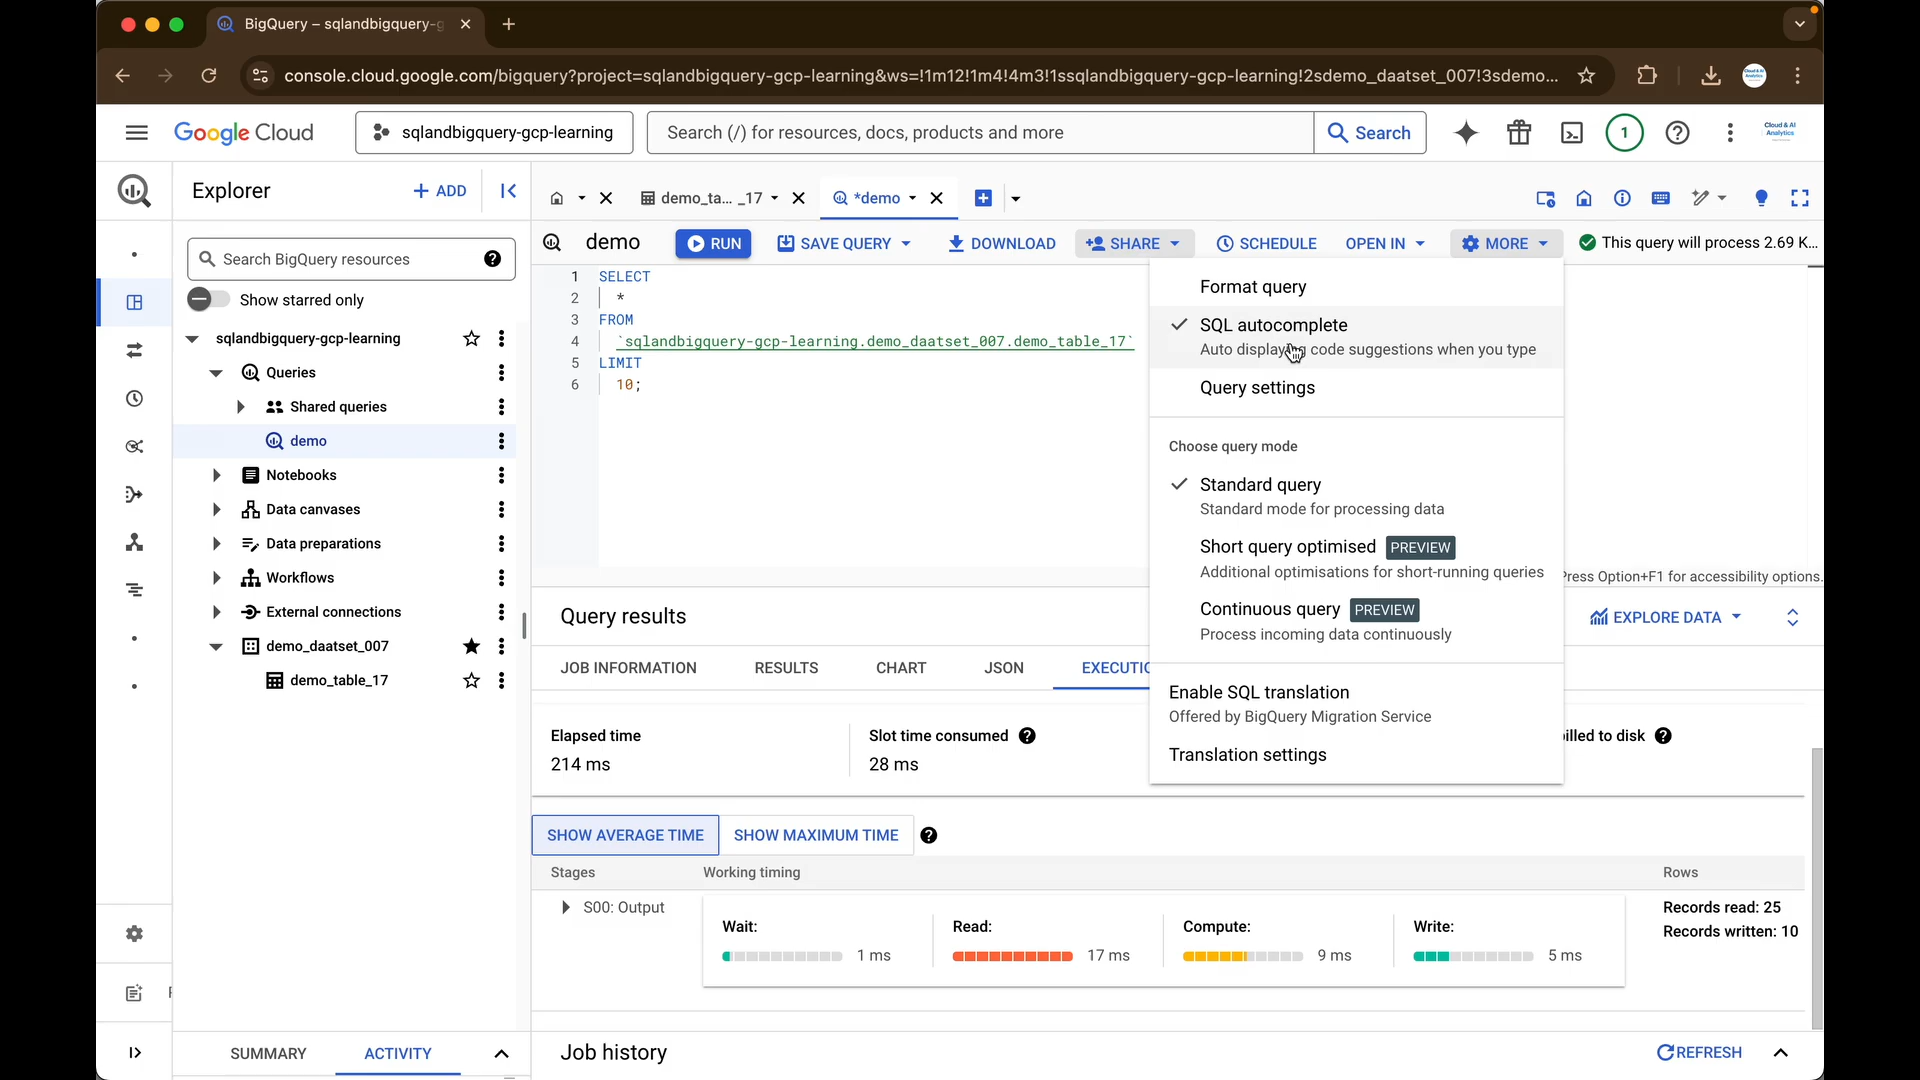 BigQuery – sqlandbigquery-g
console.cloud.google.com/bigquery?project=sqlandbigquery-gcp-learning&ws=!1m12!1m4!4m3!1ssqlandbigquery-gcp-learning!2sdemo_daatset_007!3sdemo...
Google Cloud
sqlandbigquery-gcp-learning
Search (/) for resources, docs, products and more
Search
1
Cloud & AI
Analytics
Explorer
+ ADD
demo_ta... _17
*demo
demo
RUN
SAVE QUERY
DOWNLOAD
SHARE
SCHEDULE
OPEN IN
MORE
This query will process 2.69 K...
Search BigQuery resources
Show starred only
sqlandbigquery-gcp-learning
Queries
Shared queries
demo
Notebooks
Data canvases
Data preparations
Workflows
External connections
demo_daatset_007
demo_table_17
1 SELECT
2 *
3 FROM
4 `sqlandbigquery-gcp-learning.demo_daatset_007.demo_table_17`
5 LIMIT
6 10;
Format query
SQL autocomplete
Auto displaying code suggestions when you type
Query settings
Choose query mode
Standard query
Standard mode for processing data
Short query optimised PREVIEW
Additional optimisations for short-running queries
Continuous query PREVIEW
Process incoming data continuously
Enable SQL translation
Offered by BigQuery Migration Service
Translation settings
Press Option+F1 for accessibility options.
Query results
EXPLORE DATA
JOB INFORMATION
RESULTS
CHART
JSON
EXECUTIO
Elapsed time
214 ms
Slot time consumed
28 ms
illed to disk
SHOW AVERAGE TIME
SHOW MAXIMUM TIME
Stages
Working timing
Rows
S00: Output
Wait:
1 ms
Read:
17 ms
Compute:
9 ms
Write:
5 ms
Records read: 25
Records written: 10
SUMMARY
ACTIVITY
Job history
REFRESH